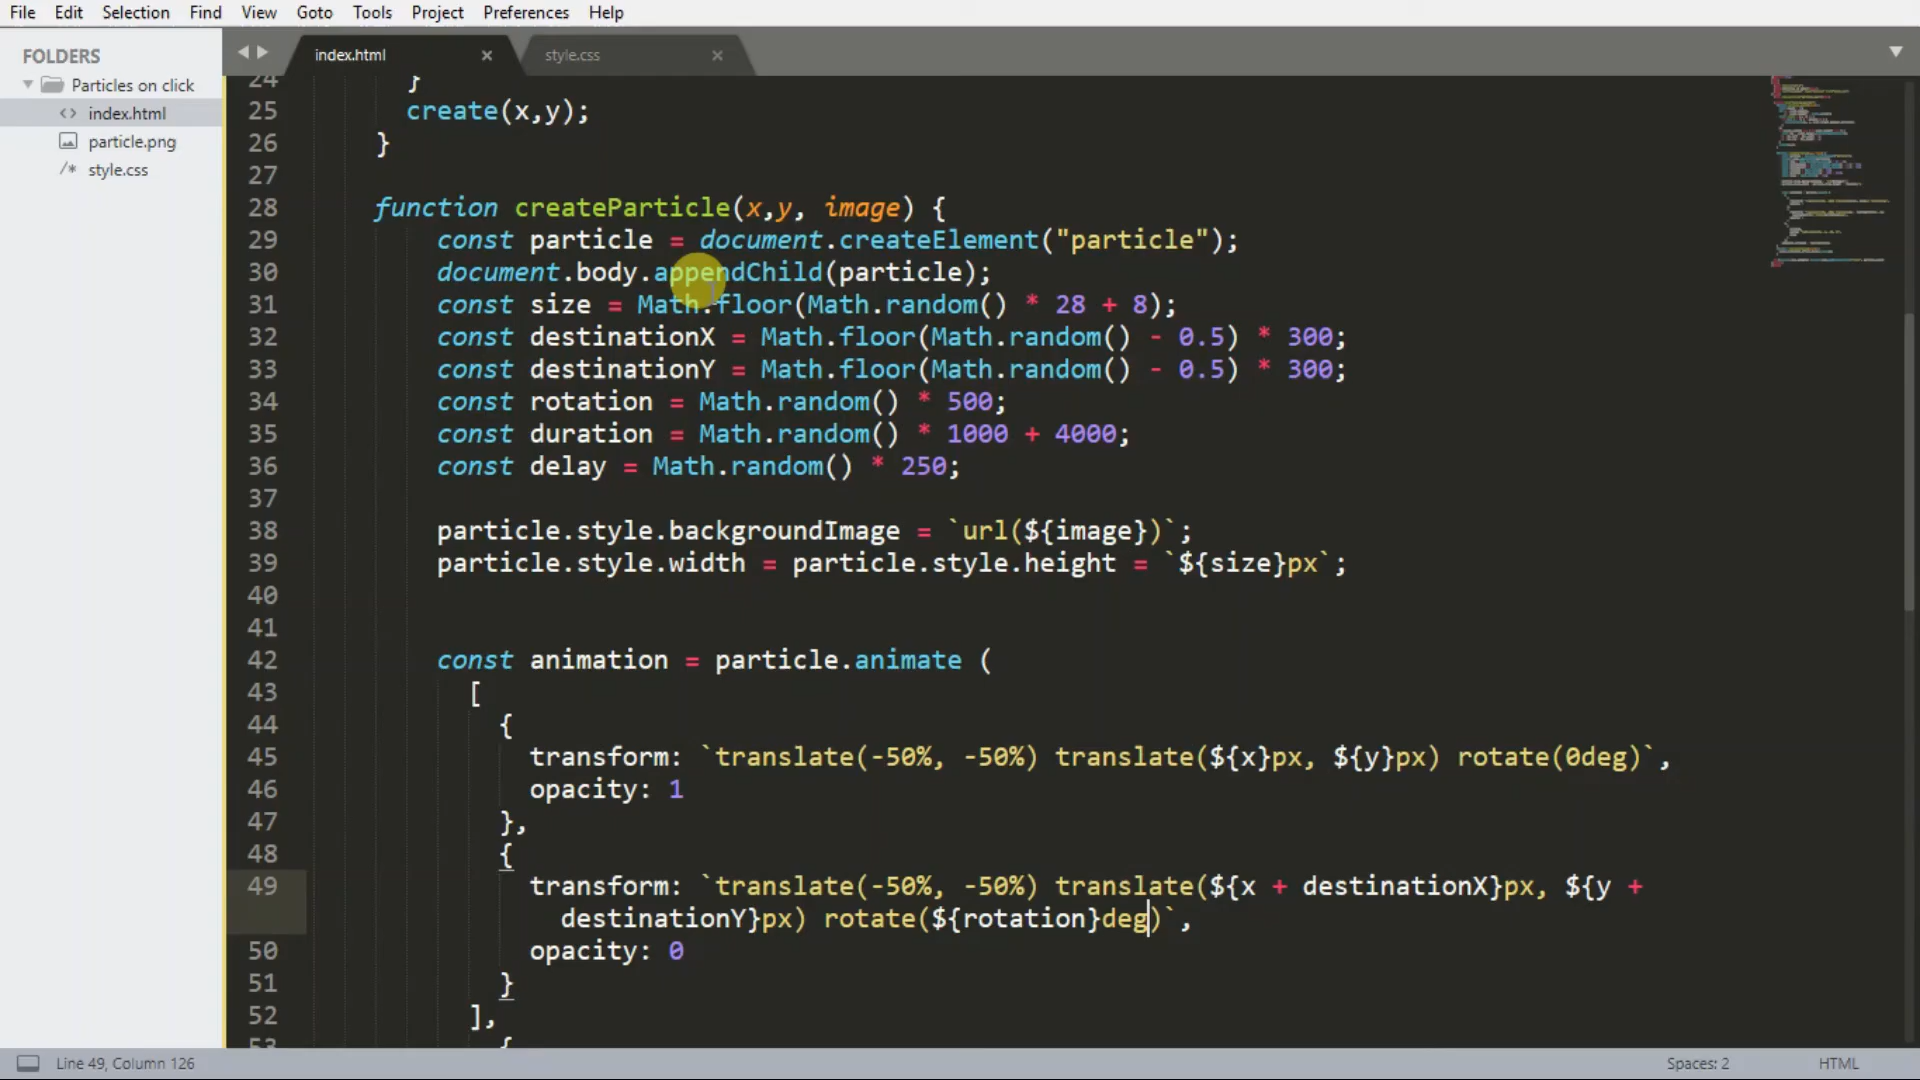 File Edit Selection Find View Goto Tools Project Preferences Help
FOLDERS
Particles on click
<> index.html
particle.png
/* style.css
index.html × style.css ×
24 }
25 create(x,y);
26 }
27
28 function createParticle(x,y, image) {
29 const particle = document.createElement("particle");
30 document.body.appendChild(particle);
31 const size = Math.floor(Math.random() * 28 + 8);
32 const destinationX = Math.floor(Math.random() - 0.5) * 300;
33 const destinationY = Math.floor(Math.random() - 0.5) * 300;
34 const rotation = Math.random() * 500;
35 const duration = Math.random() * 1000 + 4000;
36 const delay = Math.random() * 250;
37
38 particle.style.backgroundImage = `url(${image})`;
39 particle.style.width = particle.style.height = `${size}px`;
40
41
42 const animation = particle.animate (
43 [
44 {
45 transform: `translate(-50%, -50%) translate(${x}px, ${y}px) rotate(0deg)`,
46 opacity: 1
47 },
48 {
49 transform: `translate(-50%, -50%) translate(${x + destinationX}px, ${y +
destinationY}px) rotate(${rotation}deg)`,
50 opacity: 0
51 }
52 ],
53 {
Line 49, Column 126 Spaces: 2 HTML